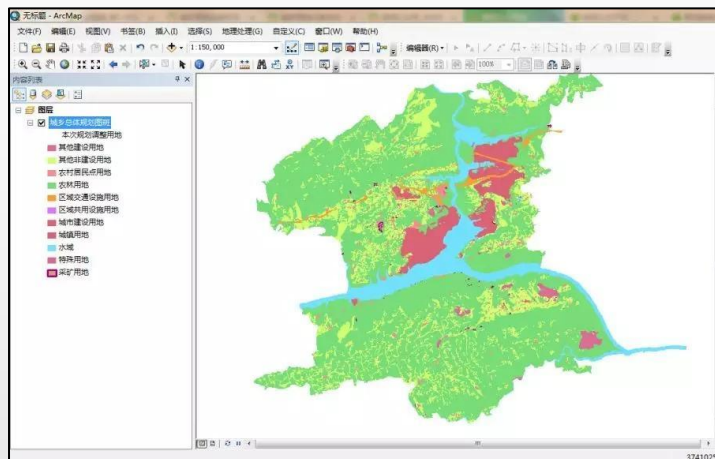 无标题 - ArcMap
文件(F) 编辑(E) 视图(V) 书签(B) 插入(I) 选择(S) 地理处理(G) 自定义(C) 窗口(W) 帮助(H)
1:150,000
编辑器(R)
100%
内容列表
图层
城乡总体规划图斑
本次规划调整用地
其他建设用地
其他非建设用地
农村居民点用地
农林用地
区域交通设施用地
区域共用设施用地
城市建设用地
城镇用地
水域
特殊用地
采矿用地